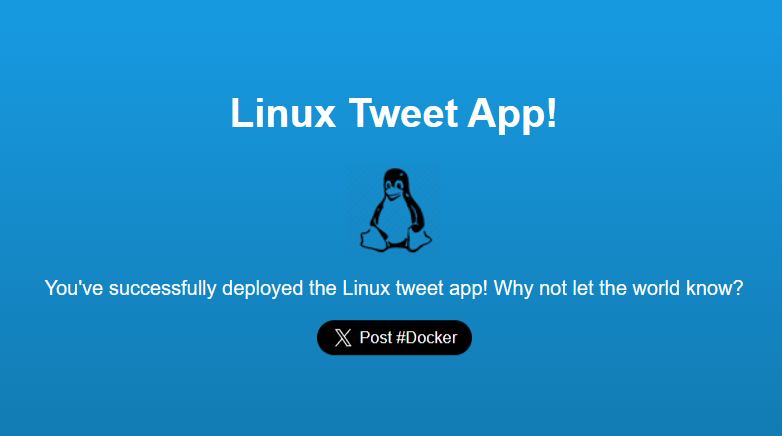 Linux Tweet App!
You've successfully deployed the Linux tweet app! Why not let the world know?
Post #Docker